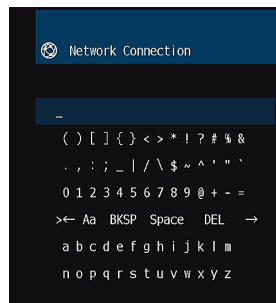 Network Connection
_
( ) [ ] { } < > * ! ? # % &
. , : ; _ | / \ $ ~ ^ ' " `
0 1 2 3 4 5 6 7 8 9 @ + - =
>← Aa BKSP Space DEL →
a b c d e f g h i j k l m
n o p q r s t u v w x y z